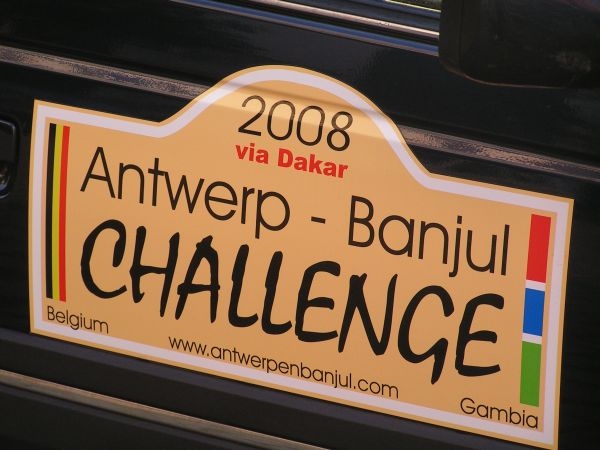 2008
via Dakar
Antwerp - Banjul
CHALLENGE
Belgium
www.antwerpenbanjul.com
Gambia